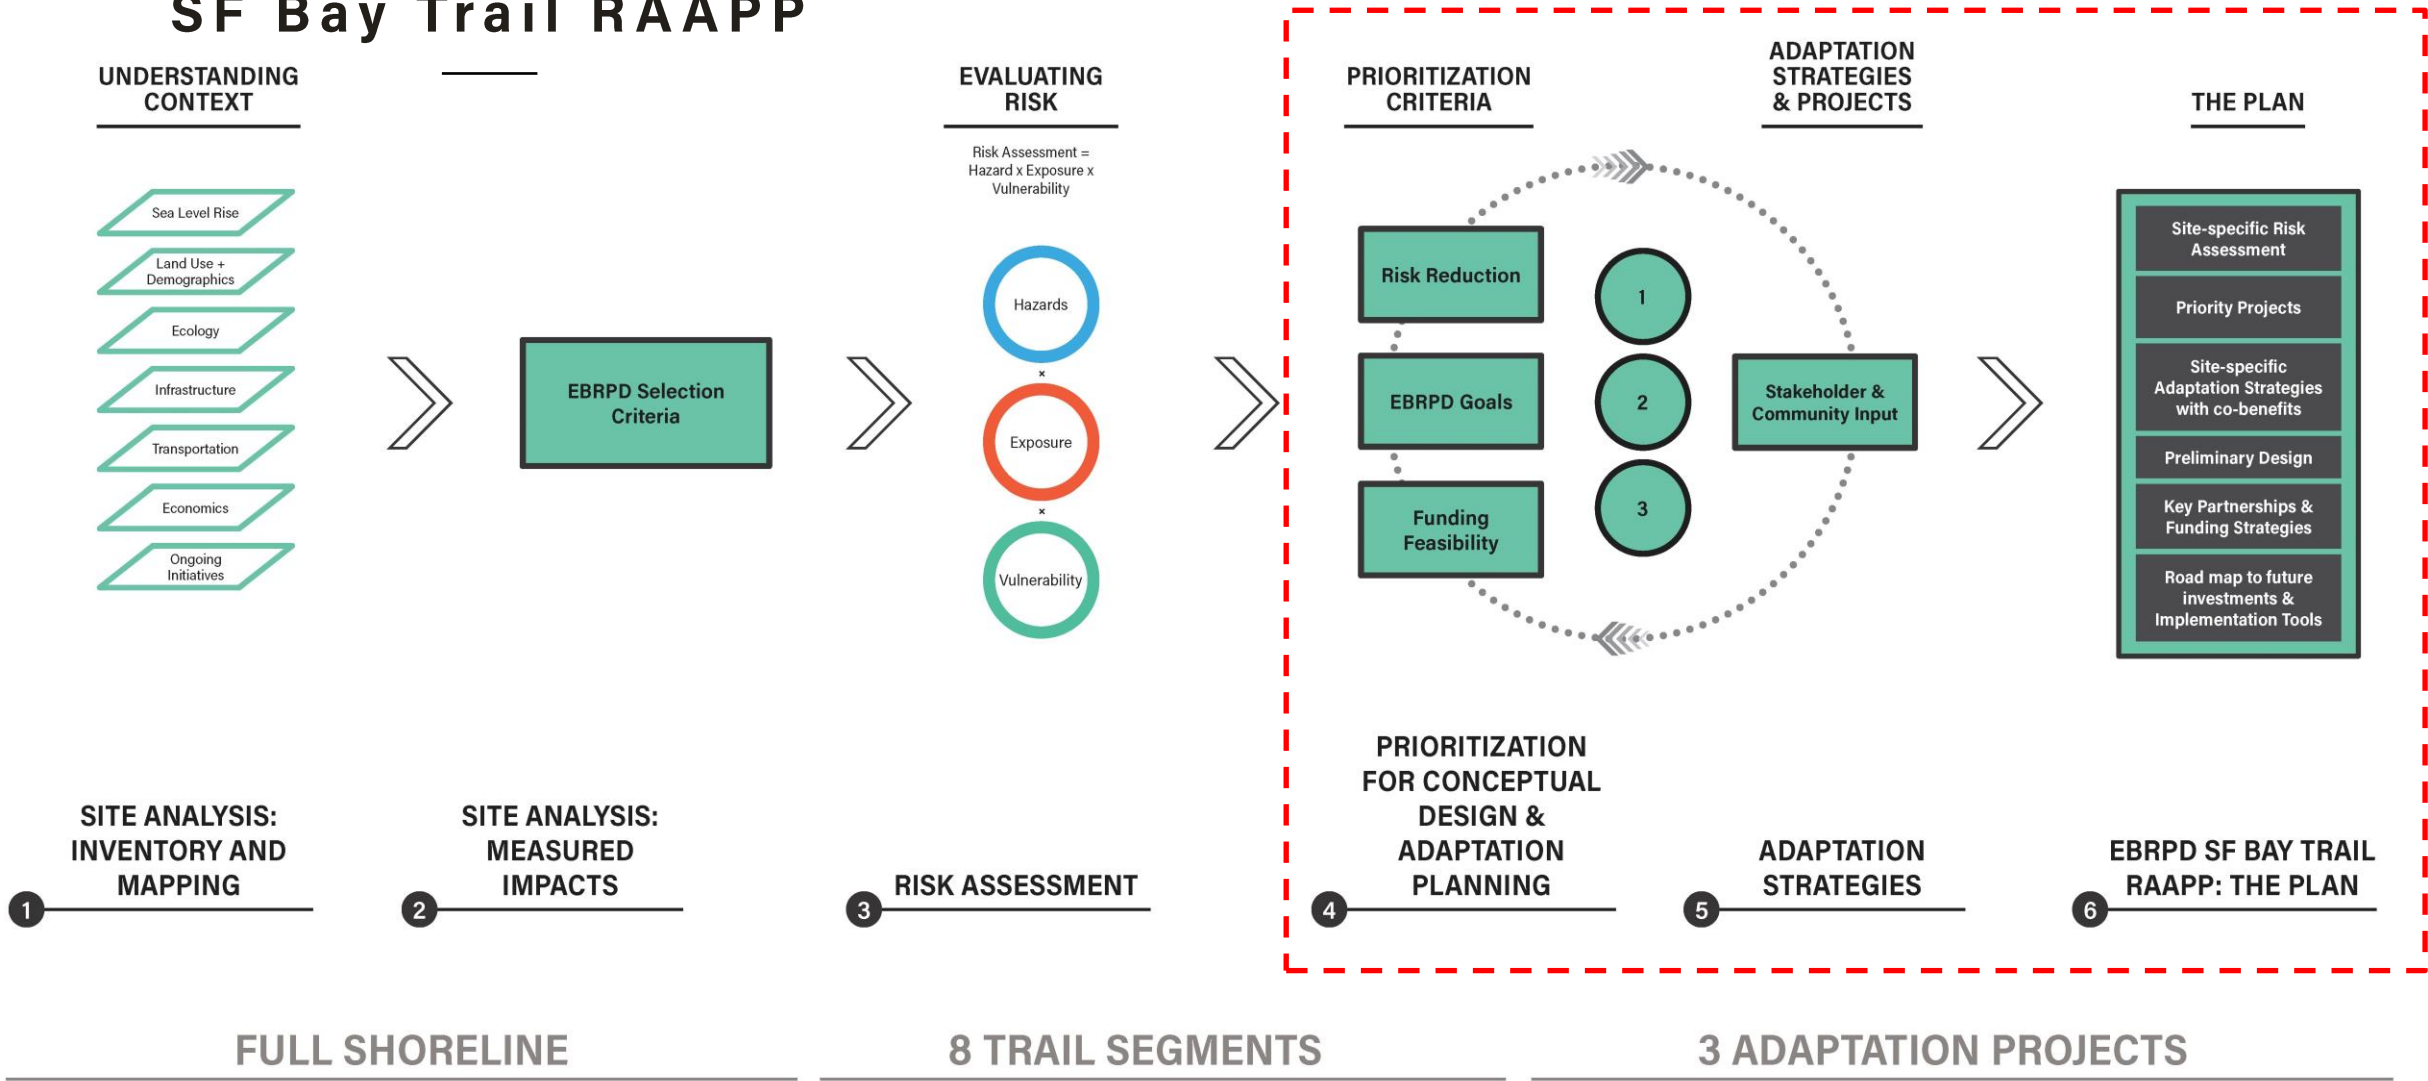 SF Bay Trail RAAPP
UNDERSTANDING
CONTEXT
Sea Level Rise
Land Use +
Demographics
Ecology
Infrastructure
Transportation
Economics
Ongoing
Initiatives
EBRPD Selection
Criteria
EVALUATING
RISK
Risk Assessment =
Hazard x Exposure x
Vulnerability
Hazards
×
Exposure
×
Vulnerability
PRIORITIZATION
CRITERIA
Risk Reduction
EBRPD Goals
Funding
Feasibility
1
2
3
ADAPTATION
STRATEGIES
& PROJECTS
Stakeholder &
Community Input
THE PLAN
Site-specific Risk
Assessment
Priority Projects
Site-specific
Adaptation Strategies
with co-benefits
Preliminary Design
Key Partnerships &
Funding Strategies
Road map to future
investments &
Implementation Tools
1
SITE ANALYSIS:
INVENTORY AND
MAPPING
2
SITE ANALYSIS:
MEASURED
IMPACTS
3
RISK ASSESSMENT
4
PRIORITIZATION
FOR CONCEPTUAL
DESIGN &
ADAPTATION
PLANNING
5
ADAPTATION
STRATEGIES
6
EBRPD SF BAY TRAIL
RAAPP: THE PLAN
FULL SHORELINE
8 TRAIL SEGMENTS
3 ADAPTATION PROJECTS